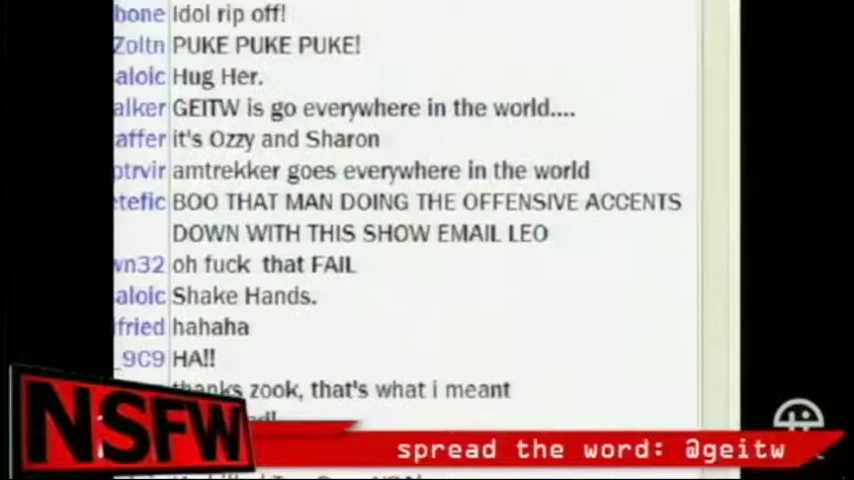 bone Idol rip off!
Zoltn PUKE PUKE PUKE!
aloic Hug Her.
alker GEITW is go everywhere in the world....
affer it's Ozzy and Sharon
ptrvir amtrekker goes everywhere in the world
etefic BOO THAT MAN DOING THE OFFENSIVE ACCENTS
DOWN WITH THIS SHOW EMAIL LEO
wn32 oh fuck that FAIL
aloic Shake Hands.
fried hahaha
_9C9 HA!!
thanks zook, that's what i meant
NSFW
spread the word: @geitw